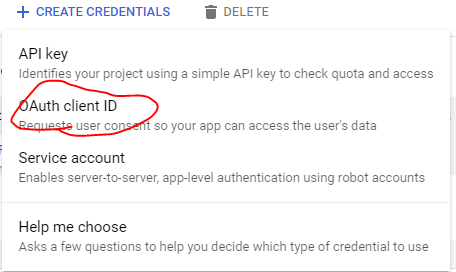 + CREATE CREDENTIALS DELETE
API key
Identifies your project using a simple API key to check quota and access
OAuth client ID
Requests user consent so your app can access the user's data
Service account
Enables server-to-server, app-level authentication using robot accounts
Help me choose
Asks a few questions to help you decide which type of credential to use